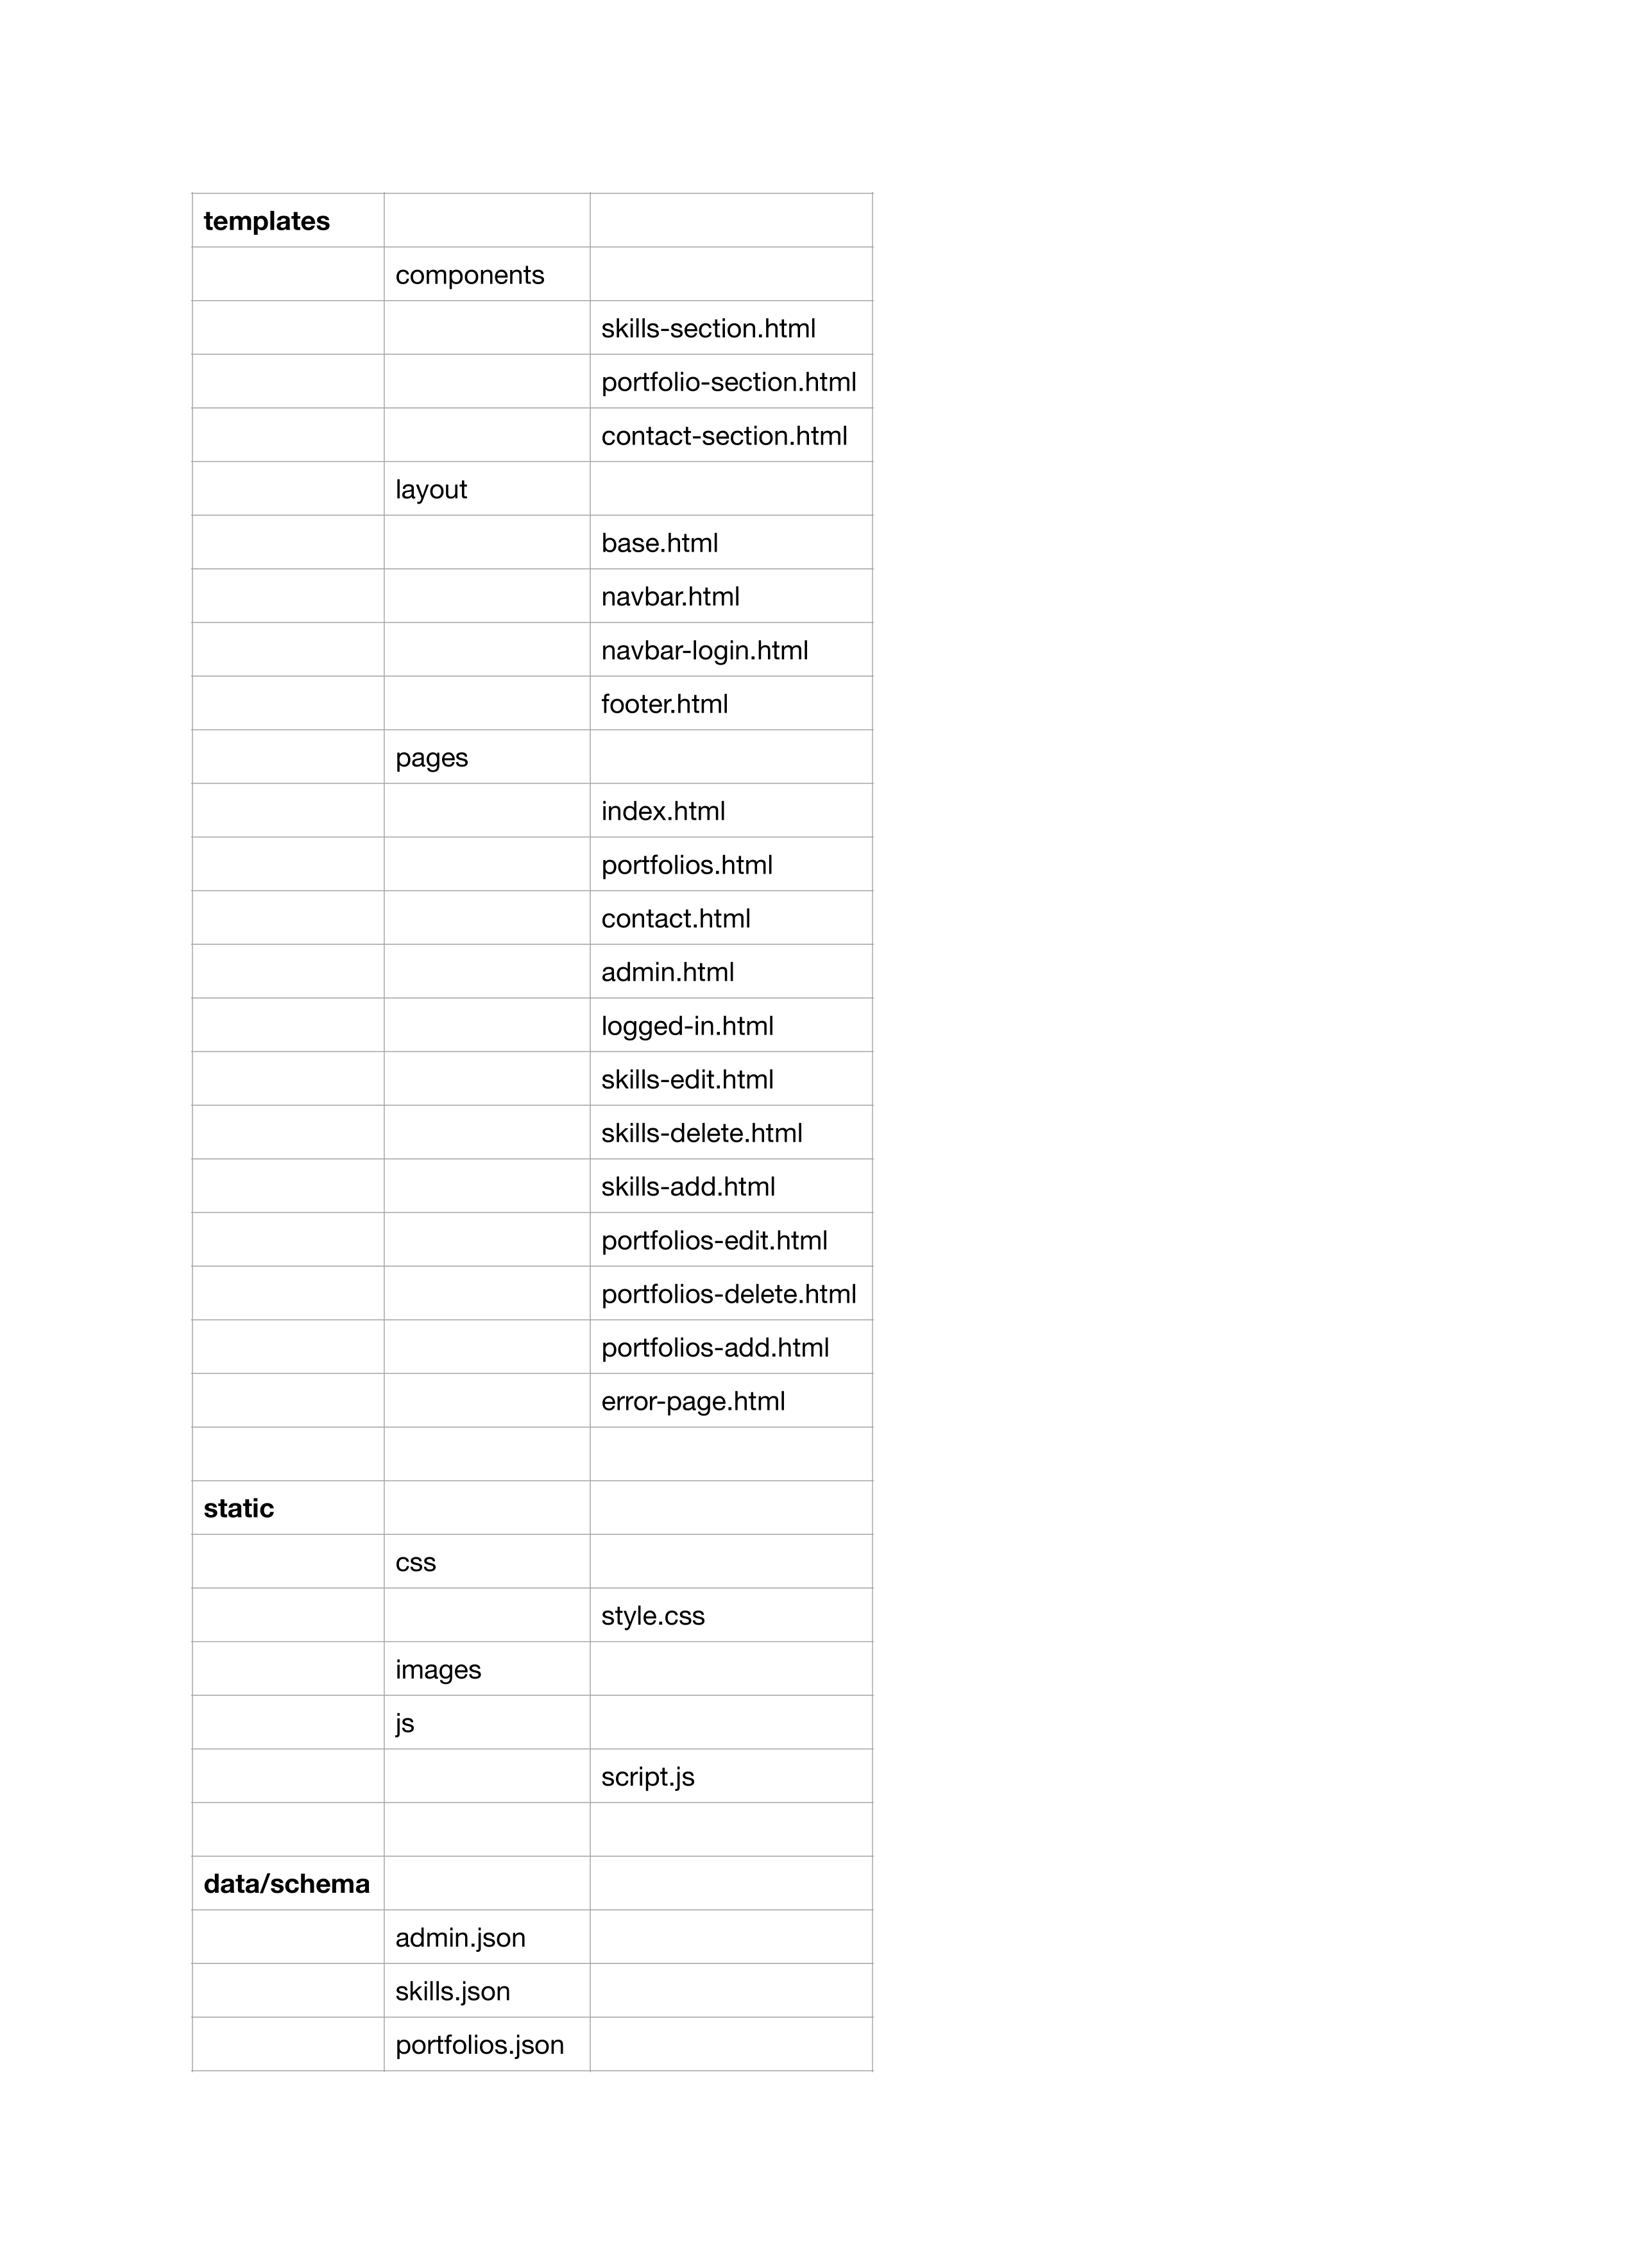 templates
components
skills-section.html
portfolio-section.html
contact-section.html
layout
base.html
navbar.html
navbar-login.html
footer.html
pages
index.html
portfolios.html
contact.html
admin.html
logged-in.html
skills-edit.html
skills-delete.html
skills-add.html
portfolios-edit.html
portfolios-delete.html
portfolios-add.html
error-page.html
static
css
style.css
images
js
script.js
data/schema
admin.json
skills.json
portfolios.json